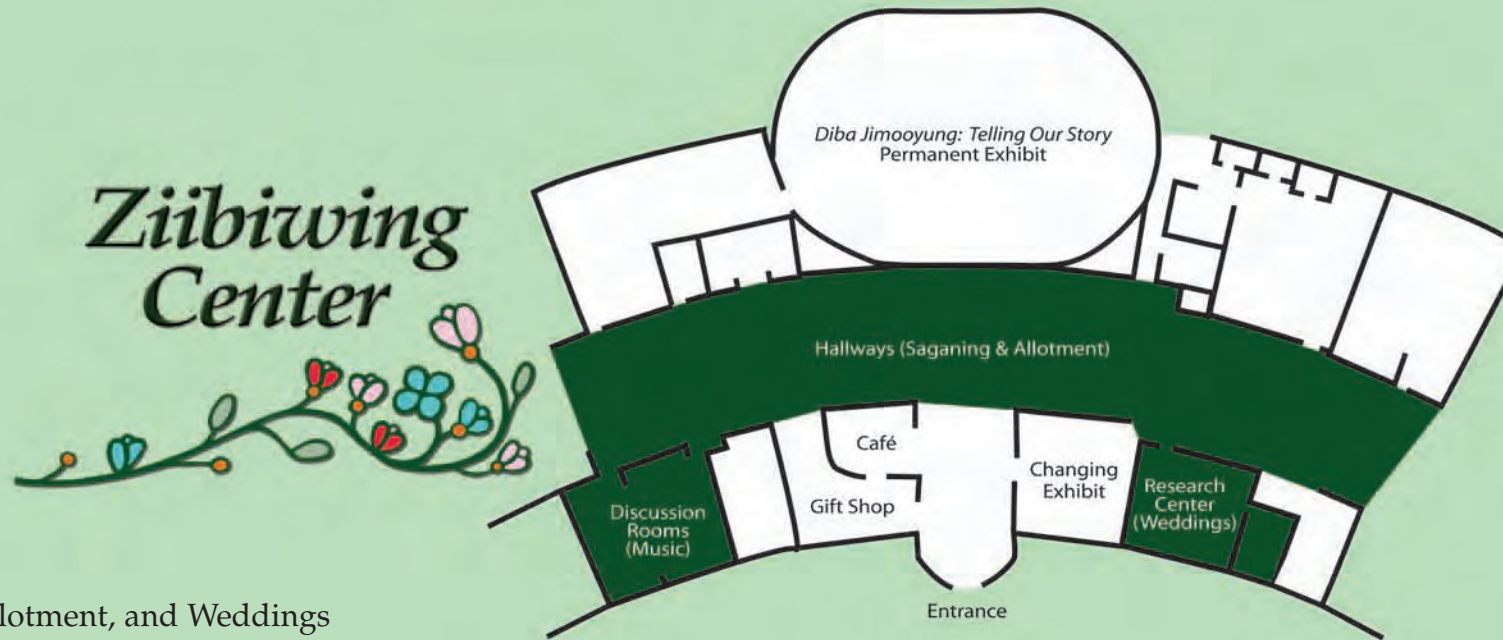 Ziibiwing
Center
Diba Jimooyung: Telling Our Story
Permanent Exhibit
Hallways (Saganing & Allotment)
Café
Gift Shop
Changing
Exhibit
Research
Center
(Weddings)
Discussion
Rooms
(Music)
Entrance
lotment, and Weddings